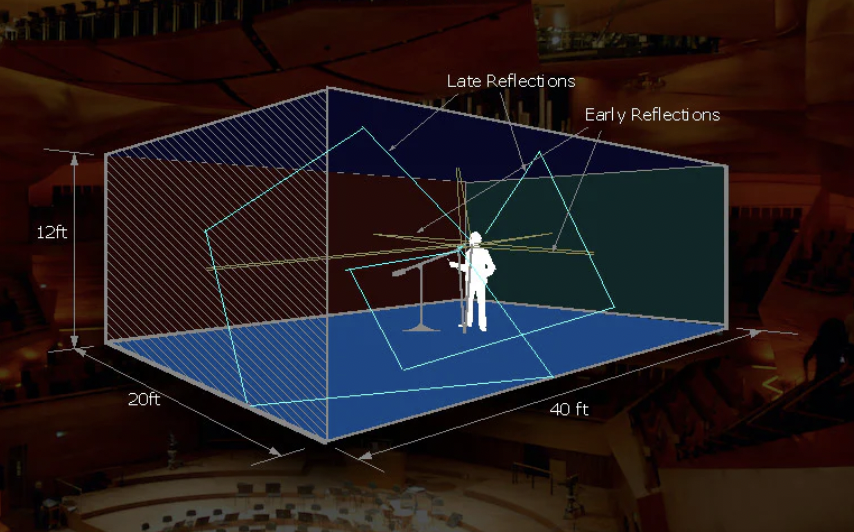 Late Reflections
Early Reflections
12ft
20ft
40 ft